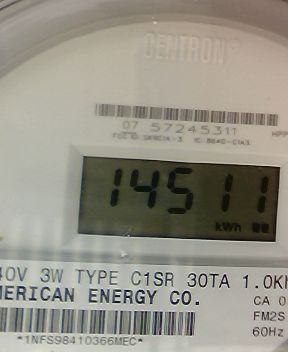 CENTRON®
07 57245311
14511
kWh
40V 3W TYPE C1SR 30TA 1.0Kh
MERICAN ENERGY CO.
CA 0
FM2S
60Hz
*1NFS98410366MEC*